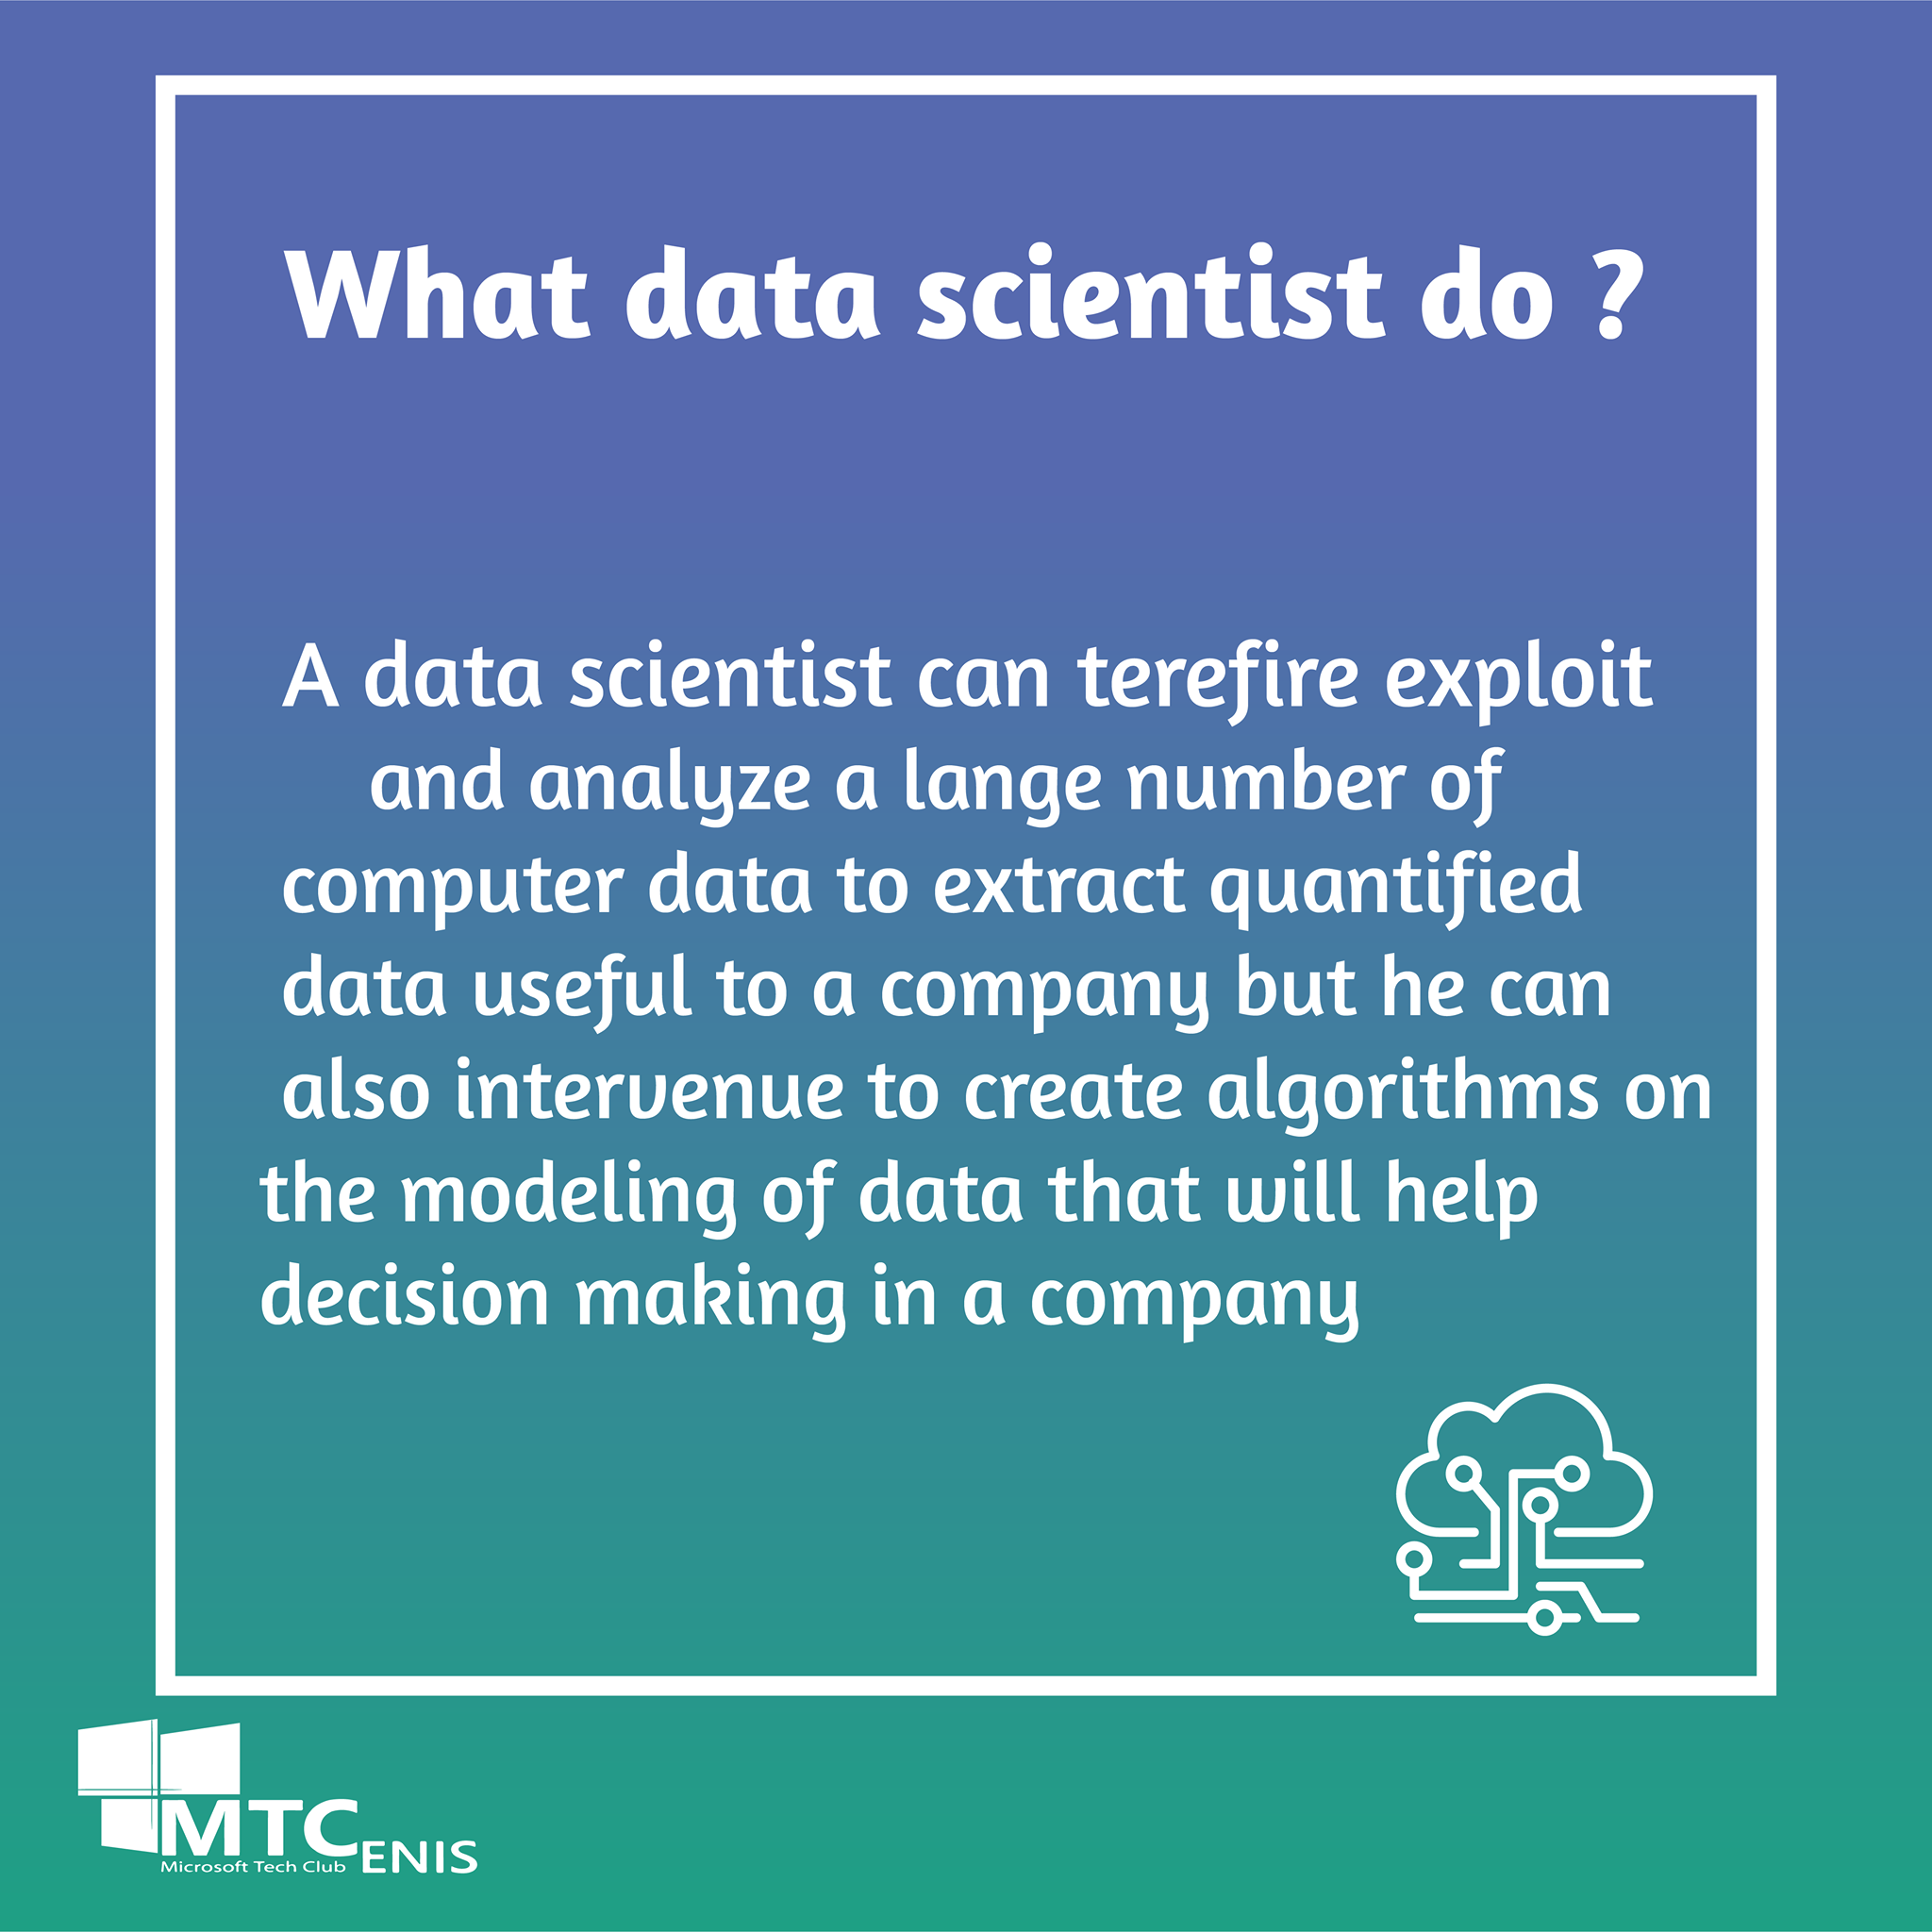 What data scientist do ?
A data scientist can terefire exploit
and analyze a lange number of
computer data to extract quantified
data useful to a company but he can
also intervenue to create algorithms on
the modeling of data that will help
decision making in a company
MTC ENIS
Microsoft Tech Club